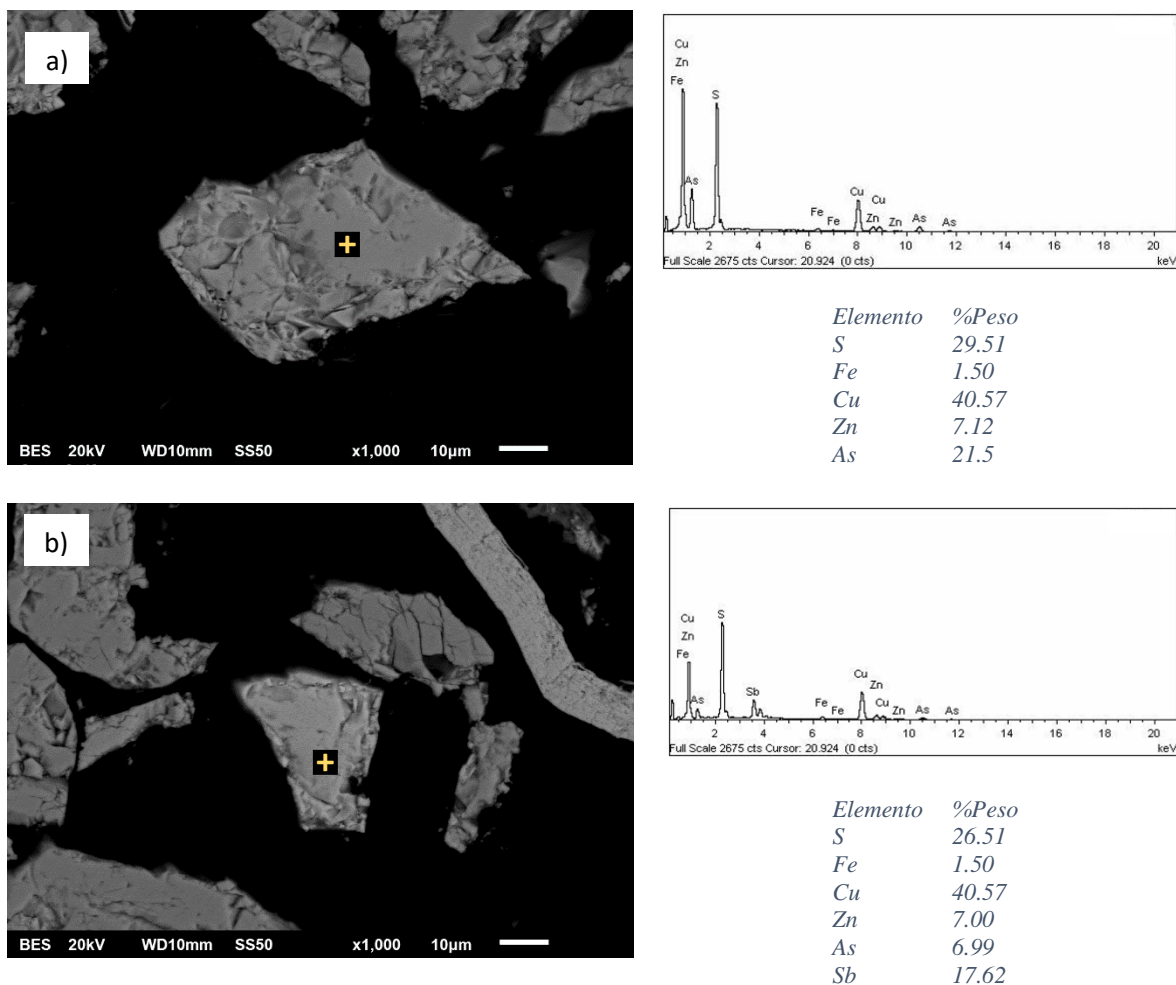 a)
BES 20kV WD10mm SS50 x1,000 10µm
Cu
Zn
Fe
S
As
Cu
Fe
Fe
Cu
Zn
Zn
As
As
2 4 6 8 10 12 14 16 18 20
Full Scale 2675 cts Cursor: 20.924 (0 cts) keV
Elemento %Peso
S 29.51
Fe 1.50
Cu 40.57
Zn 7.12
As 21.5
b)
BES 20kV WD10mm SS50 x1,000 10µm
Cu
Zn
Fe
S
As
Sb
Cu
Zn
Fe
Fe
Cu
Zn
As
As
2 4 6 8 10 12 14 16 18 20
Full Scale 2675 cts Cursor: 20.924 (0 cts) keV
Elemento %Peso
S 26.51
Fe 1.50
Cu 40.57
Zn 7.00
As 6.99
Sb 17.62